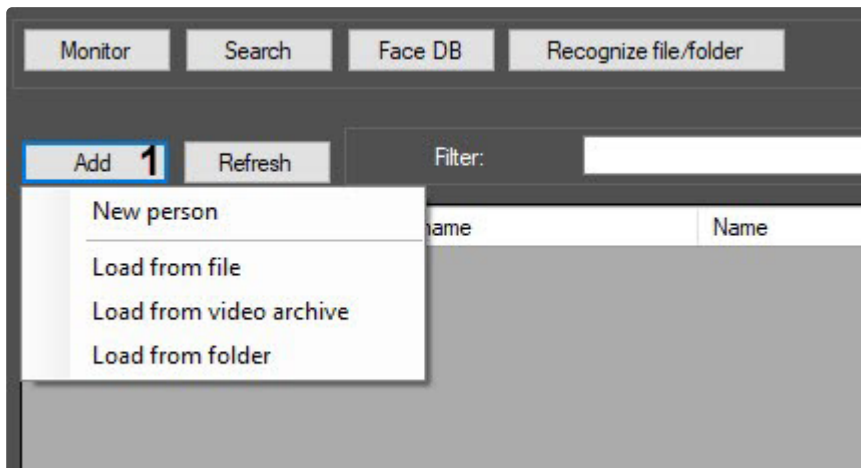 Monitor Search Face DB Recognize file/folder
Add 1 Refresh Filter:
New person
name Name
Load from file
Load from video archive
Load from folder